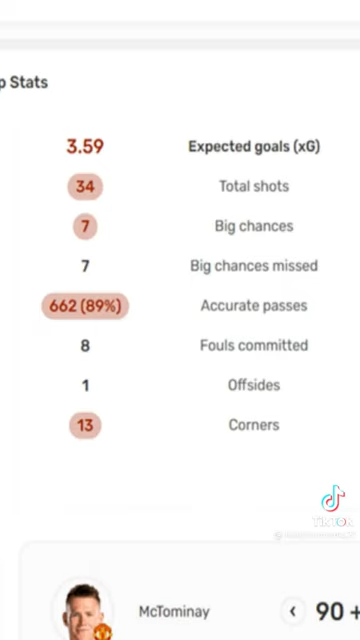 p Stats
3.59 Expected goals (xG)
34 Total shots
7 Big chances
7 Big chances missed
662 (89%) Accurate passes
8 Fouls committed
1 Offsides
13 Corners
TikTok
McTominay < 90 +